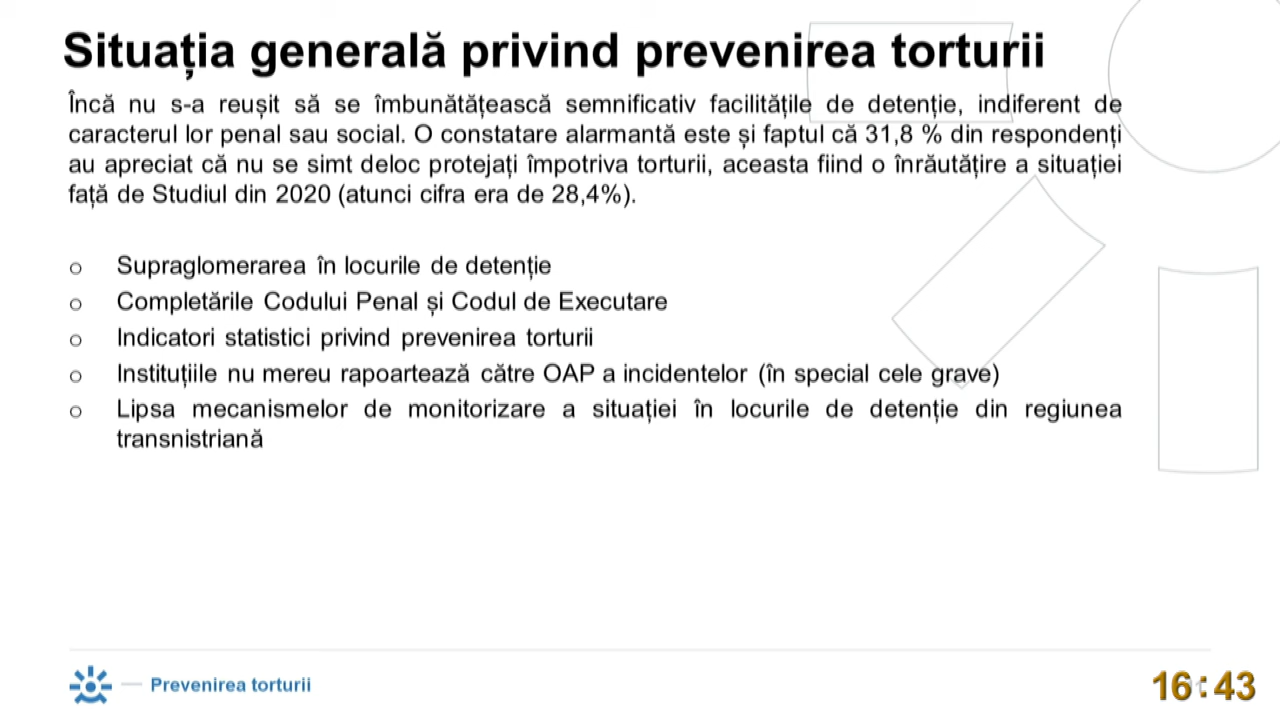 Situația generală privind prevenirea torturii
Încă nu s-a reușit să se îmbunătățească semnificativ facilitățile de detenție, indiferent de
caracterul lor penal sau social. O constatare alarmantă este și faptul că 31,8 % din respondenți
au apreciat că nu se simt deloc protejați împotriva torturii, aceasta fiind o înrăutățire a situației
față de Studiul din 2020 (atunci cifra era de 28,4%).
o Supraglomerarea în locurile de detenție
o Completările Codului Penal și Codul de Executare
o Indicatori statistici privind prevenirea torturii
o Instituțiile nu mereu rapoartează către OAP a incidentelor (în special cele grave)
o Lipsa mecanismelor de monitorizare a situației în locurile de detenție din regiunea
transnistriană
Prevenirea torturii
16:43